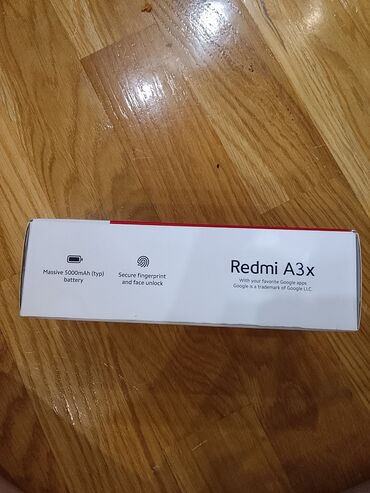 Massive 5000mAh (typ)
battery
Secure fingerprint
and face unlock
Redmi A3x
With your favorite Google apps
Google is a trademark of Google LLC.